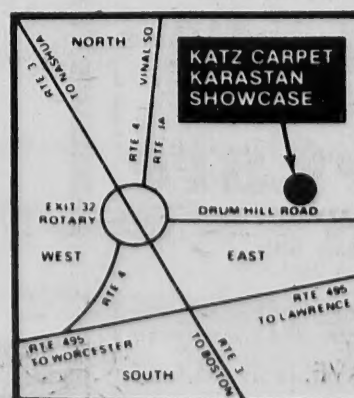 NORTH
KATZ CARPET
KARASTAN
SHOWCASE
RTE 3
TO NASHUA
VINAL SQ
RTE 4
RTE 3A
EXIT 32
ROTARY
DRUM HILL ROAD
WEST
EAST
RTE 4
RTE 495
TO LAWRENCE
RTE 495
TO WORCESTER
RTE 3
TO BOSTON
SOUTH